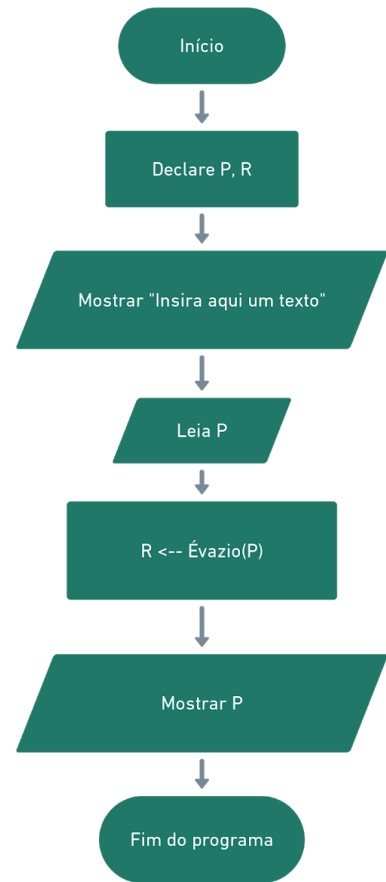 Início
Declare P, R
Mostrar "Insira aqui um texto"
Leia P
R <-- Évazio(P)
Mostrar P
Fim do programa